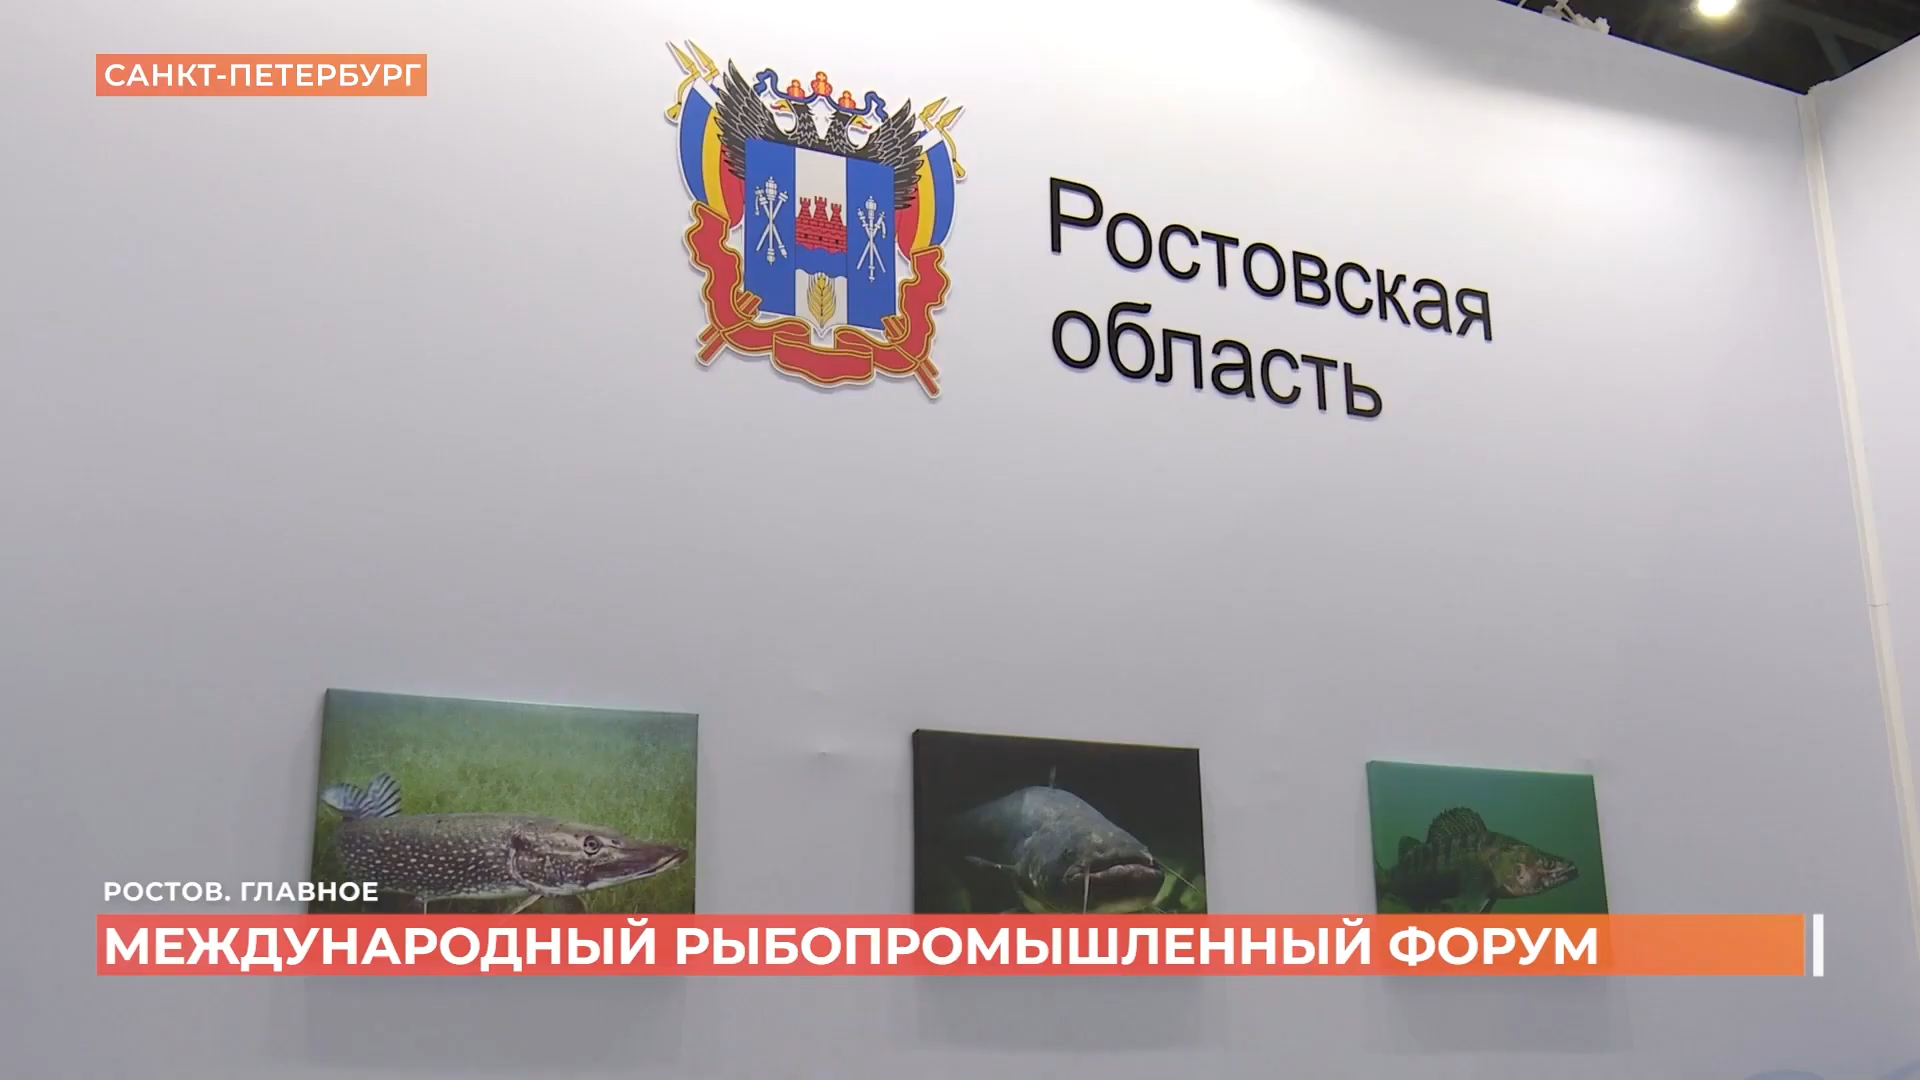 САНКТ-ПЕТЕРБУРГ
Ростовская
область
РОСТОВ. ГЛАВНОЕ
МЕЖДУНАРОДНЫЙ РЫБОПРОМЫШЛЕННЫЙ ФОРУМ